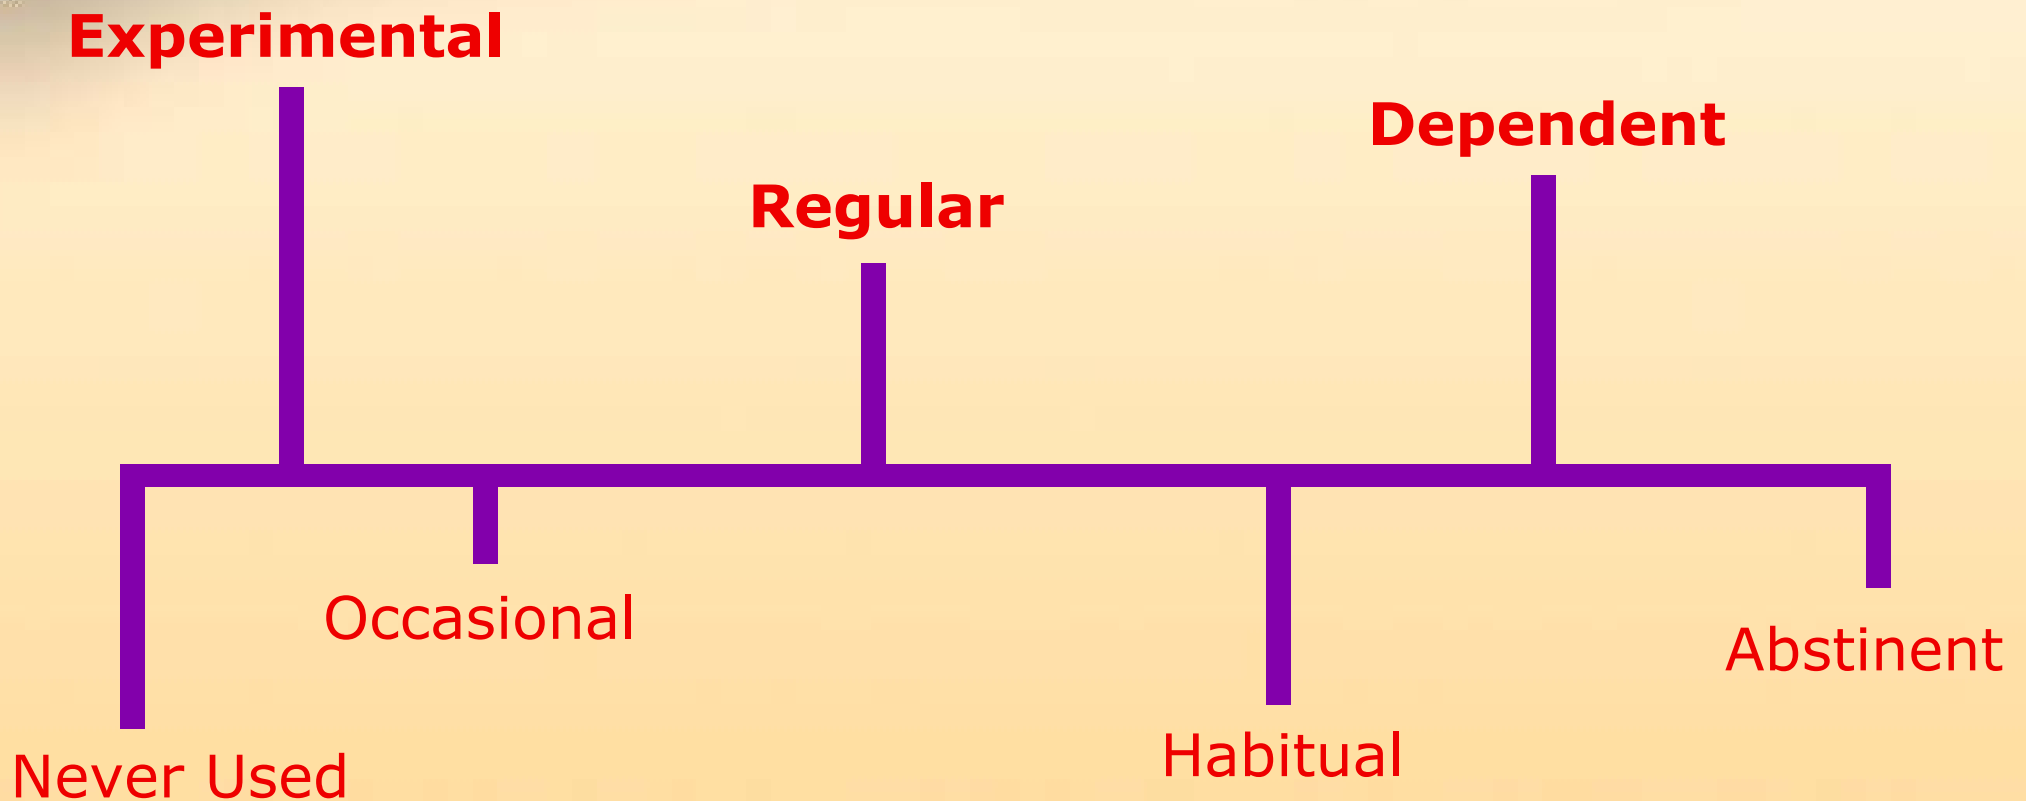 Experimental
Dependent
Regular
Occasional
Abstinent
Habitual
Never Used